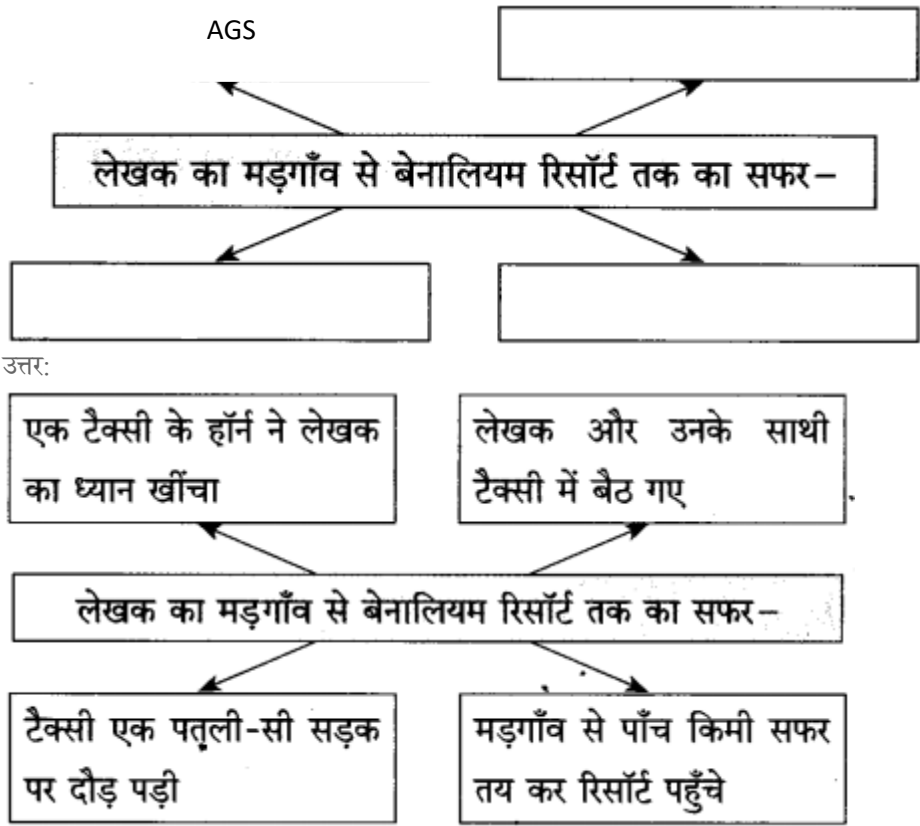 AGS
लेखक का मड़गाँव से बेनालियम रिसॉर्ट तक का सफर–
उत्तर:
एक टैक्सी के हॉर्न ने लेखक
का ध्यान खींचा
लेखक और उनके साथी
टैक्सी में बैठ गए
लेखक का मड़गाँव से बेनालियम रिसॉर्ट तक का सफर–
टैक्सी एक पतली-सी सड़क
पर दौड़ पड़ी
मड़गाँव से पाँच किमी सफर
तय कर रिसॉर्ट पहुँचे